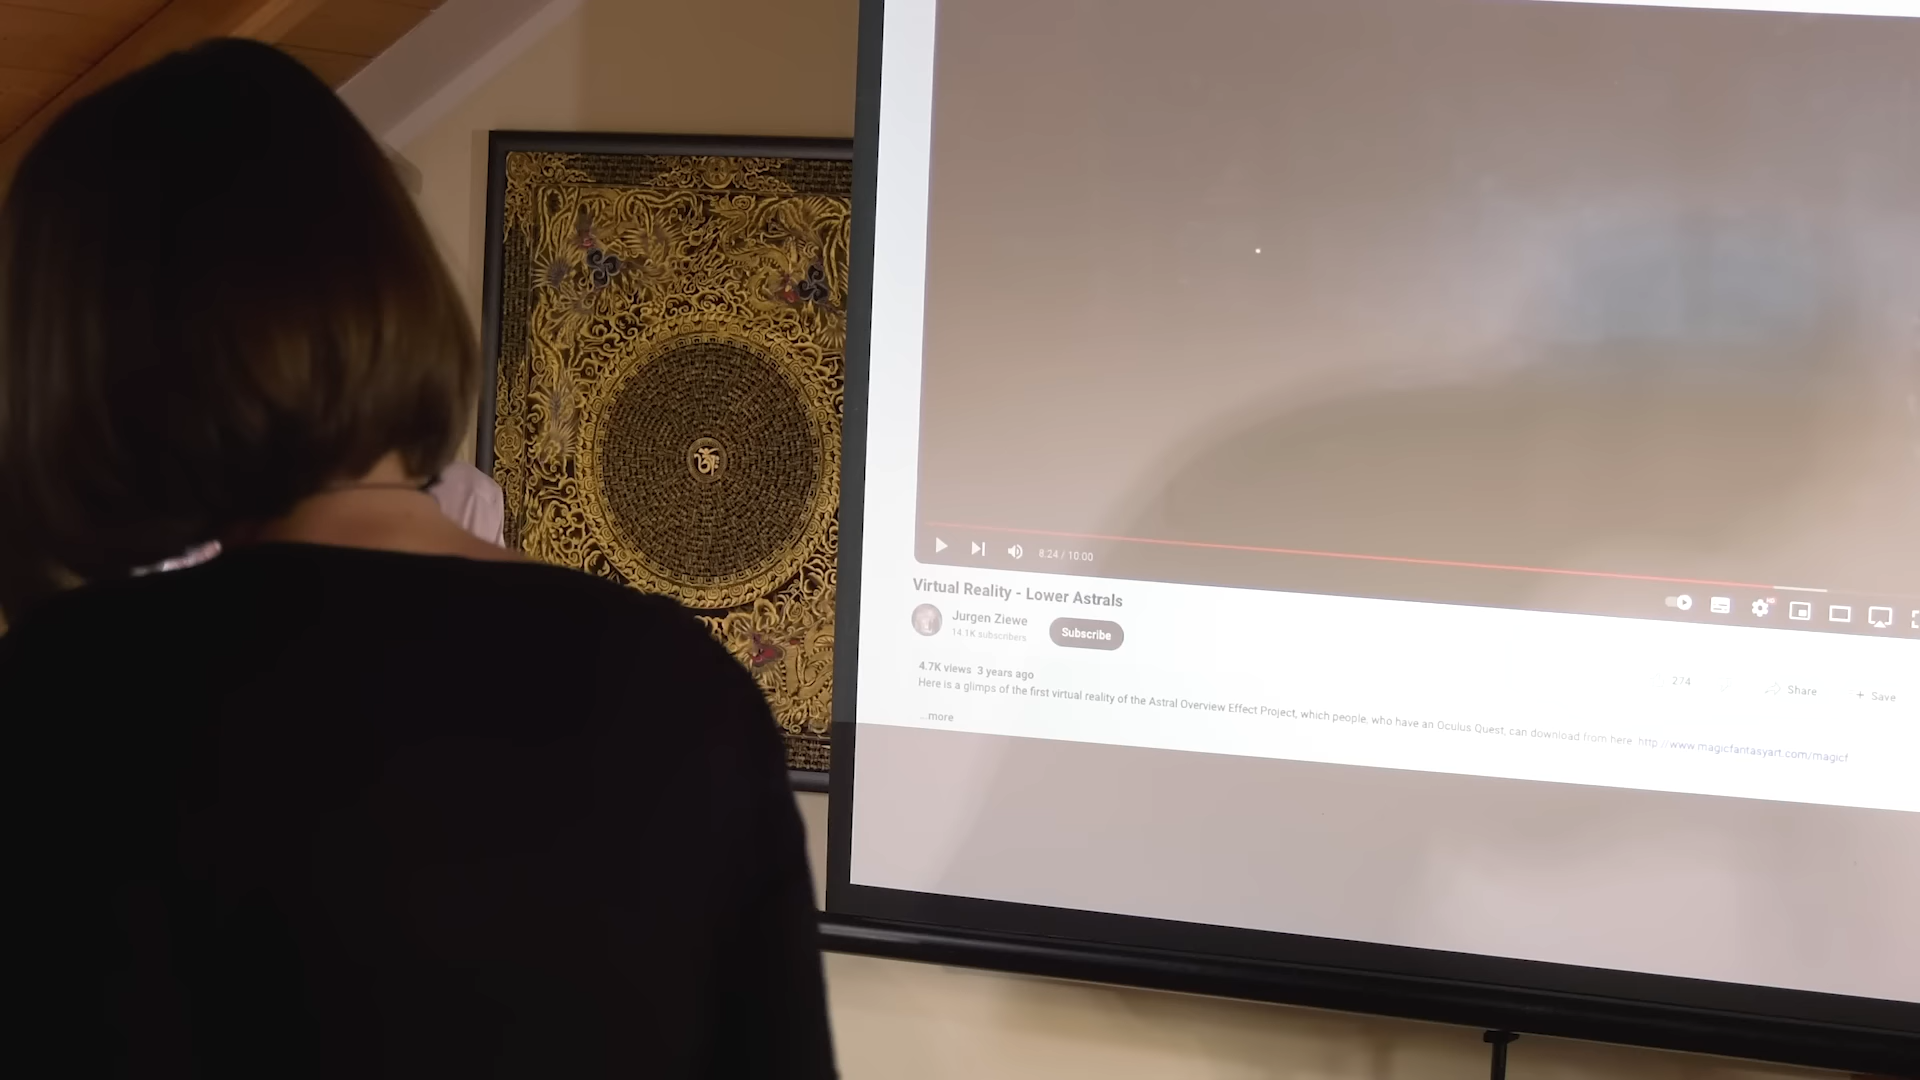 8:24 / 10:00
Virtual Reality - Lower Astrals
Jurgen Ziewe
14.1K subscribers
Subscribe
274
Share
+ Save
4.7K views 3 years ago
Here is a glimps of the first virtual reality of the Astral Overview Effect Project, which people, who have an Oculus Quest, can download from here: http://www.magicfantasyart.com/magicf
...more